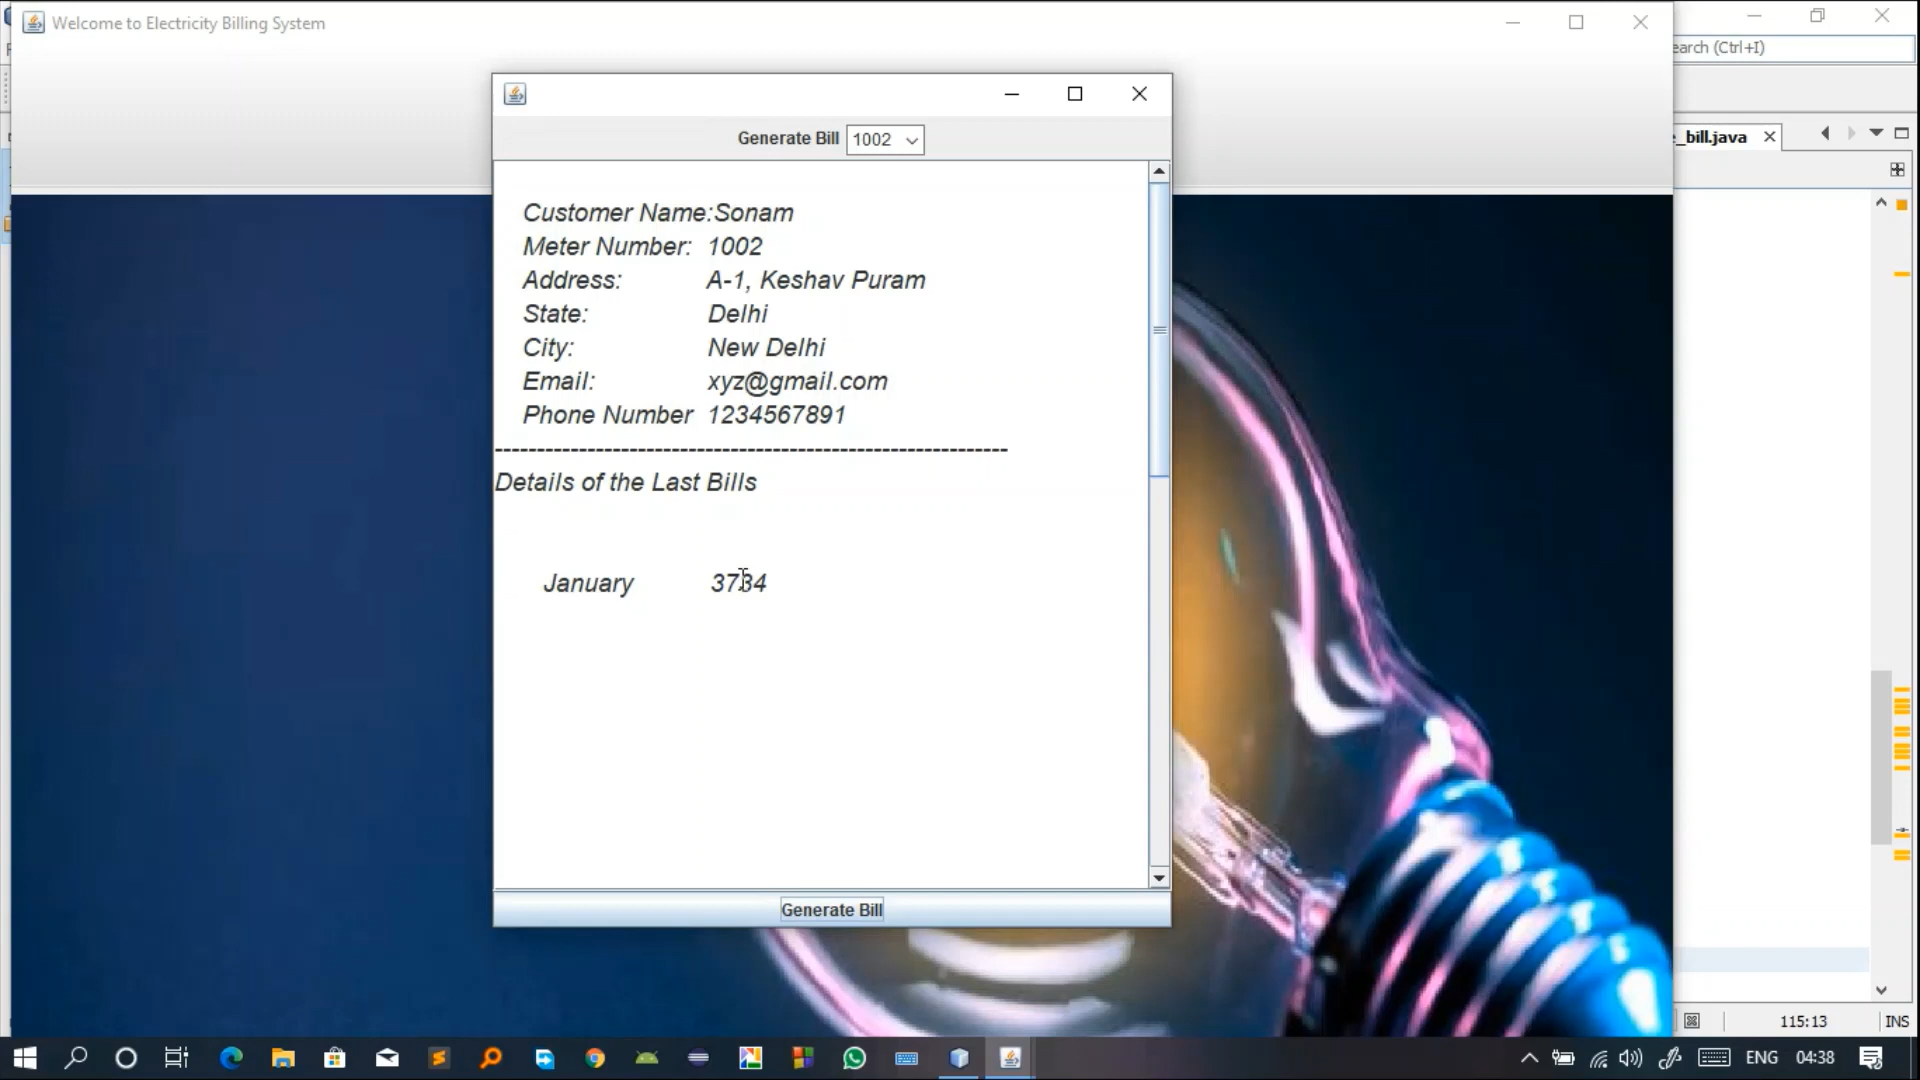 Welcome to Electricity Billing System
earch (Ctrl+I)
Generate Bill 1002
_bill.java
Customer Name:Sonam
Meter Number: 1002
Address: A-1, Keshav Puram
State: Delhi
City: New Delhi
Email: xyz@gmail.com
Phone Number 1234567891
--------------------------------------------------------------
Details of the Last Bills
January 3734
Generate Bill
115:13 INS
ENG 04:38